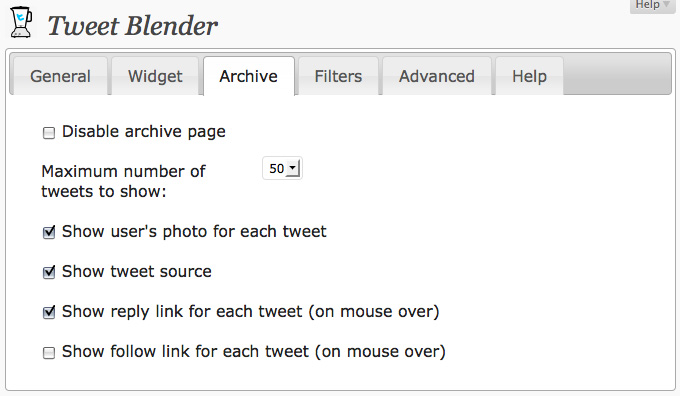 Help
Tweet Blender
General Widget Archive Filters Advanced Help
Disable archive page
Maximum number of 50
tweets to show:
Show user's photo for each tweet
Show tweet source
Show reply link for each tweet (on mouse over)
Show follow link for each tweet (on mouse over)